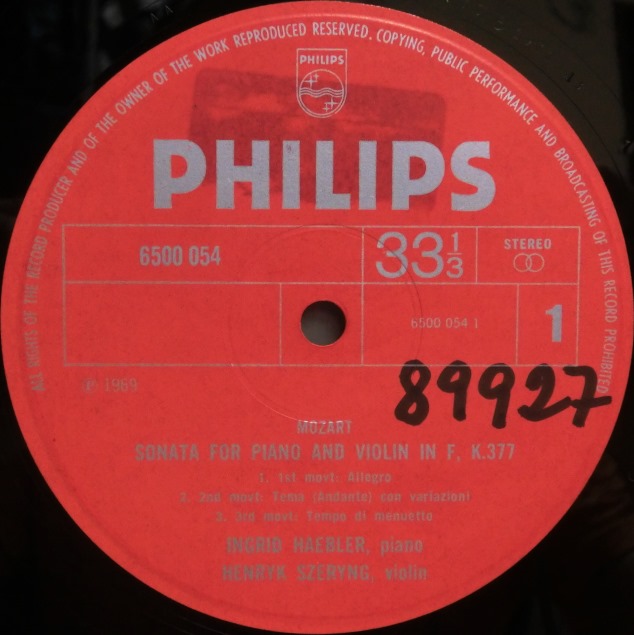 ALL RIGHTS OF THE RECORD PRODUCER AND OF THE OWNER OF THE WORK REPRODUCED RESERVED. COPYING, PUBLIC PERFORMANCE AND BROADCASTING OF THIS RECORD PROHIBITED
PHILIPS
PHILIPS
6500 054
33 1/3
STEREO
6500 054 1
1
℗ 1969
89927
MOZART
SONATA FOR PIANO AND VIOLIN IN F, K.377
1. 1st movt: Allegro
2. 2nd movt: Tema (Andante) con variazioni
3. 3rd movt: Tempo di menuetto
INGRID HAEBLER, piano
HENRYK SZERYNG, violin